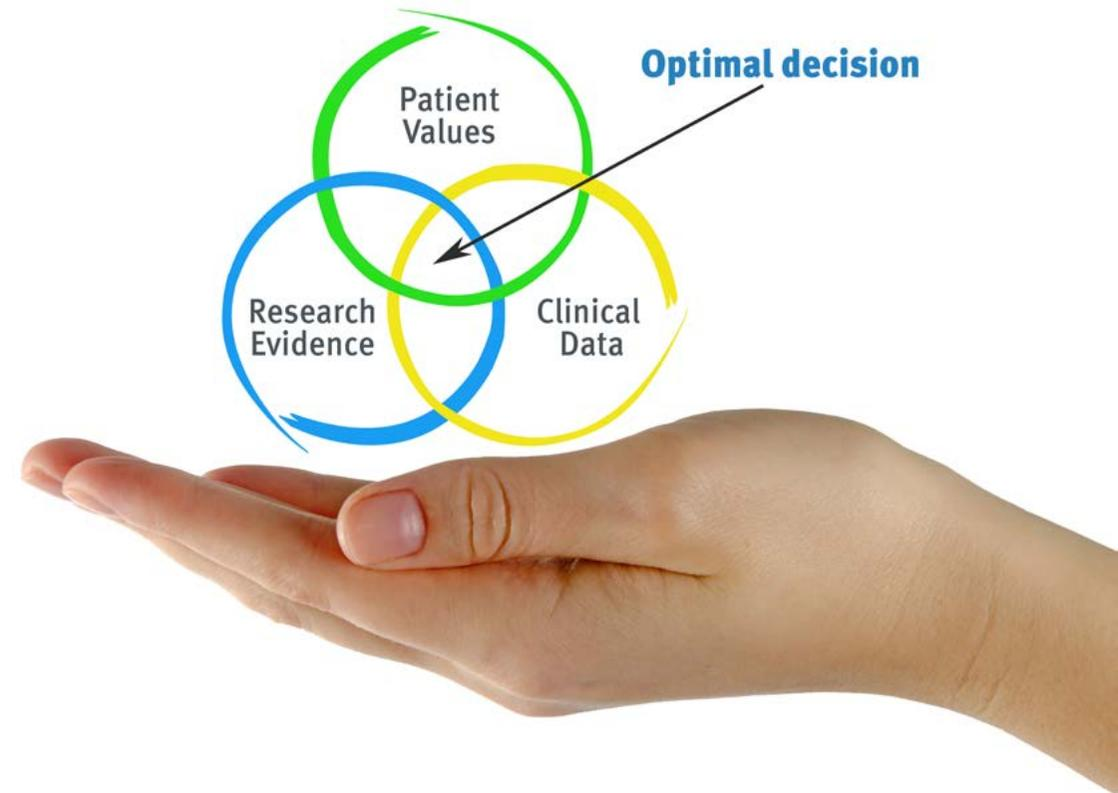 Optimal decision
Patient
Values
Research
Evidence
Clinical
Data